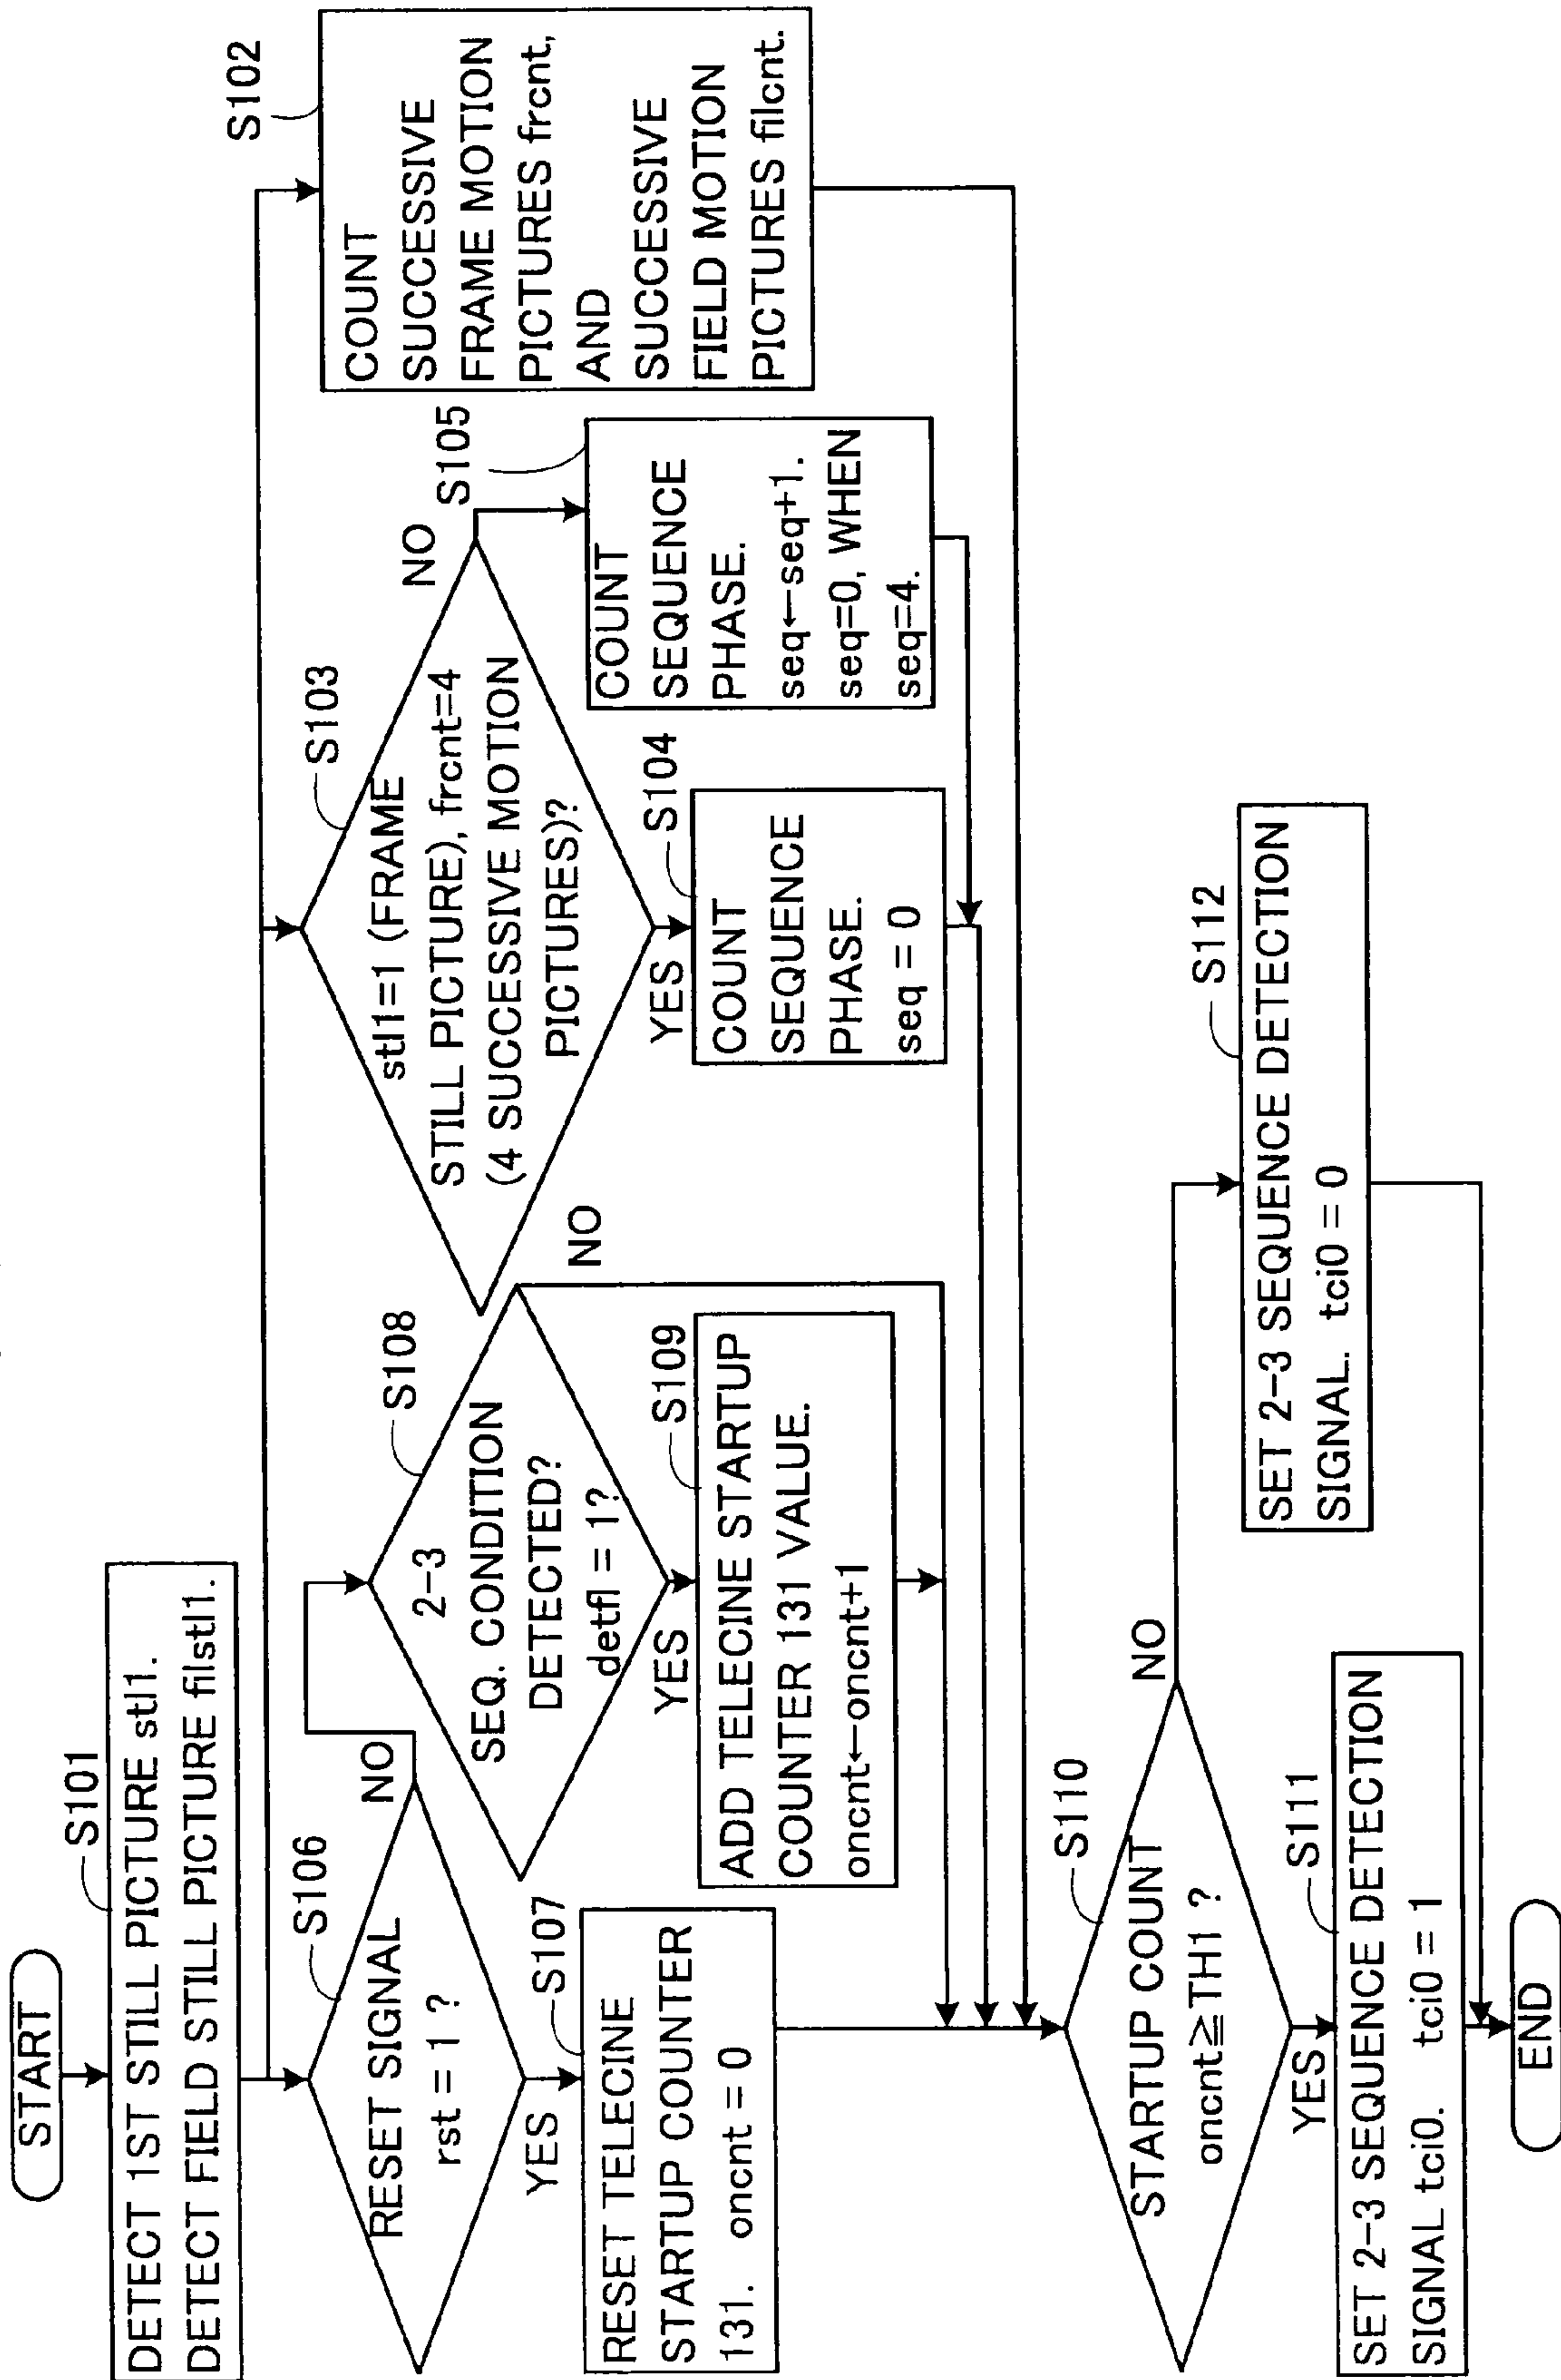 START
S101
DETECT 1ST STILL PICTURE stl1.
DETECT FIELD STILL PICTURE filstl1.
S106
RESET SIGNAL
rst = 1 ?
NO
YES
S107
RESET TELECINE
STARTUP COUNTER
131. oncnt = 0
S108
2-3
SEQ. CONDITION
DETECTED?
detfl = 1?
NO
YES
S109
ADD TELECINE STARTUP
COUNTER 131 VALUE.
oncnt←oncnt+1
S103
stl1=1 (FRAME
STILL PICTURE), frcnt=4
(4 SUCCESSIVE MOTION
PICTURES)?
NO
YES
S104
COUNT
SEQUENCE
PHASE.
seq = 0
S105
COUNT
SEQUENCE
PHASE.
seq←seq+1.
seq=0, WHEN
seq=4.
S102
COUNT
SUCCESSIVE
FRAME MOTION
PICTURES frcnt,
AND
SUCCESSIVE
FIELD MOTION
PICTURES filcnt.
S110
STARTUP COUNT
oncnt≧TH1 ?
NO
YES
S111
SET 2-3 SEQUENCE DETECTION
SIGNAL tci0. tci0 = 1
S112
SET 2-3 SEQUENCE DETECTION
SIGNAL. tci0 = 0
END